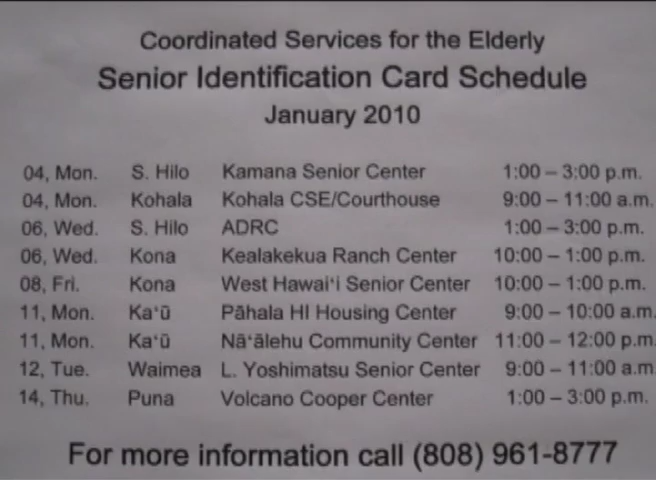 Coordinated Services for the Elderly
Senior Identification Card Schedule
January 2010
04, Mon. S. Hilo Kamana Senior Center 1:00 – 3:00 p.m.
04, Mon. Kohala Kohala CSE/Courthouse 9:00 – 11:00 a.m.
06, Wed. S. Hilo ADRC 1:00 – 3:00 p.m.
06, Wed. Kona Kealakekua Ranch Center 10:00 – 1:00 p.m.
08, Fri. Kona West Hawaiʻi Senior Center 10:00 – 1:00 p.m.
11, Mon. Kaʻū Pāhala HI Housing Center 9:00 – 10:00 a.m.
11, Mon. Kaʻū Nāʻālehu Community Center 11:00 – 12:00 p.m.
12, Tue. Waimea L. Yoshimatsu Senior Center 9:00 – 11:00 a.m
14, Thu. Puna Volcano Cooper Center 1:00 – 3:00 p.m.
For more information call (808) 961-8777